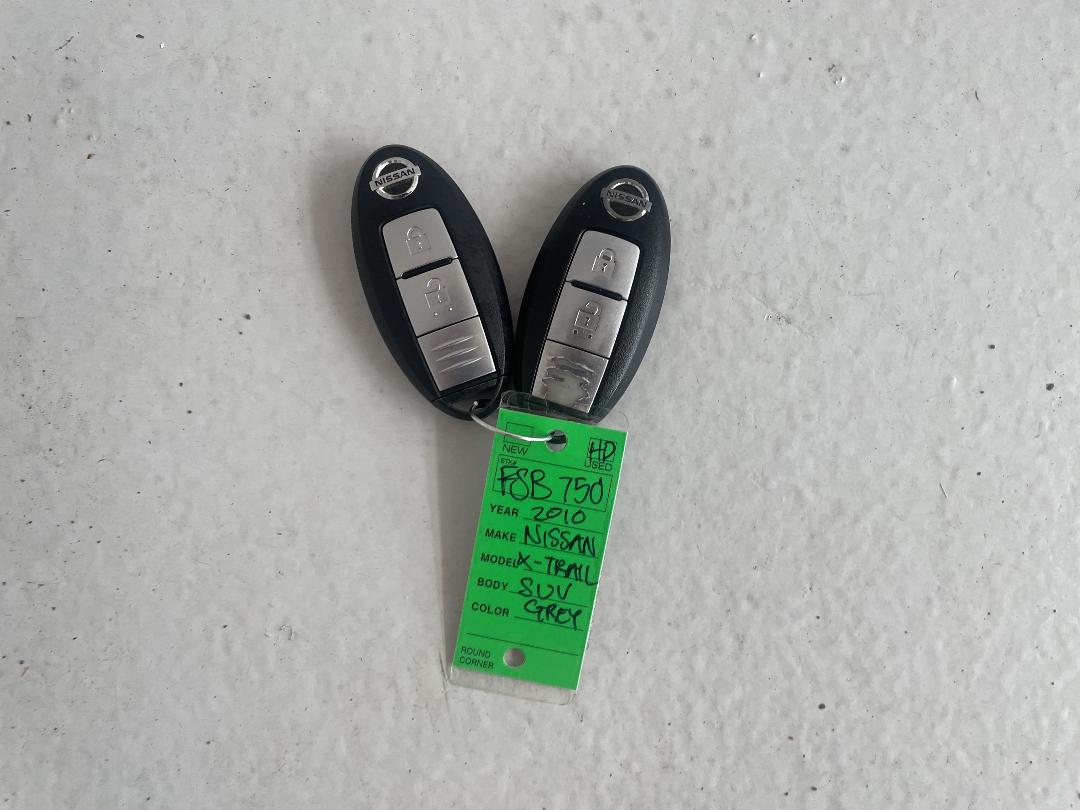 NISSAN
NISSAN
NEW
HD
USED
STK#
FSB 750
YEAR 2010
MAKE NISSAN
MODEL X-TRAIL
BODY SUV
COLOR GREY
ROUND
CORNER